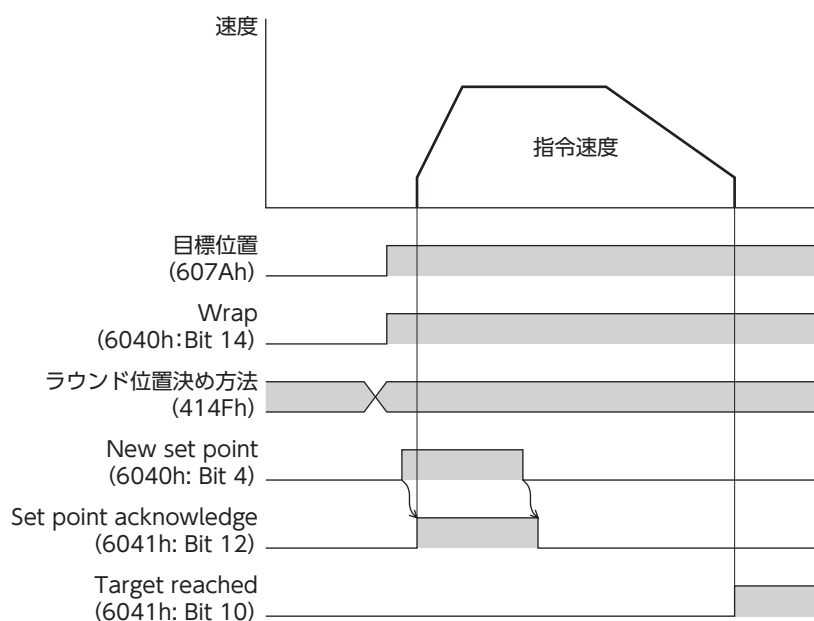 速度
指令速度
目標位置
(607Ah)
Wrap
(6040h:Bit 14)
ラウンド位置決め方法
(414Fh)
New set point
(6040h: Bit 4)
Set point acknowledge
(6041h: Bit 12)
Target reached
(6041h: Bit 10)